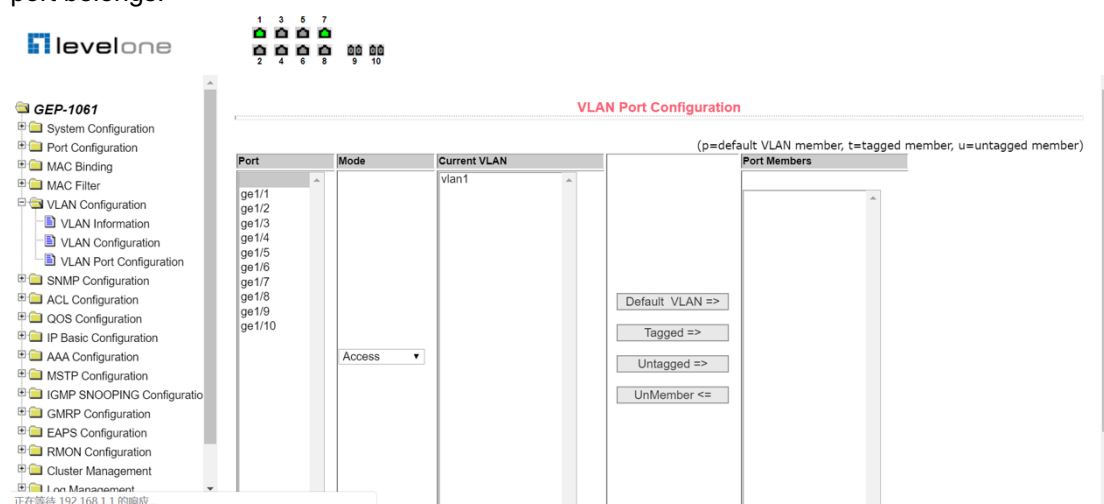 port belongs.
1 3 5 7
levelone
2 4 6 8 9 10
GEP-1061
System Configuration
Port Configuration
MAC Binding
MAC Filter
VLAN Configuration
VLAN Information
VLAN Configuration
VLAN Port Configuration
SNMP Configuration
ACL Configuration
QOS Configuration
IP Basic Configuration
AAA Configuration
MSTP Configuration
IGMP SNOOPING Configuratio
GMRP Configuration
EAPS Configuration
RMON Configuration
Cluster Management
Log Management
正在等待 192.168.1.1 的响应
VLAN Port Configuration
(p=default VLAN member, t=tagged member, u=untagged member)
Port Mode Current VLAN Port Members
ge1/1
ge1/2
ge1/3
ge1/4
ge1/5
ge1/6
ge1/7
ge1/8
ge1/9
ge1/10
Access
vlan1
Default VLAN =>
Tagged =>
Untagged =>
UnMember <=